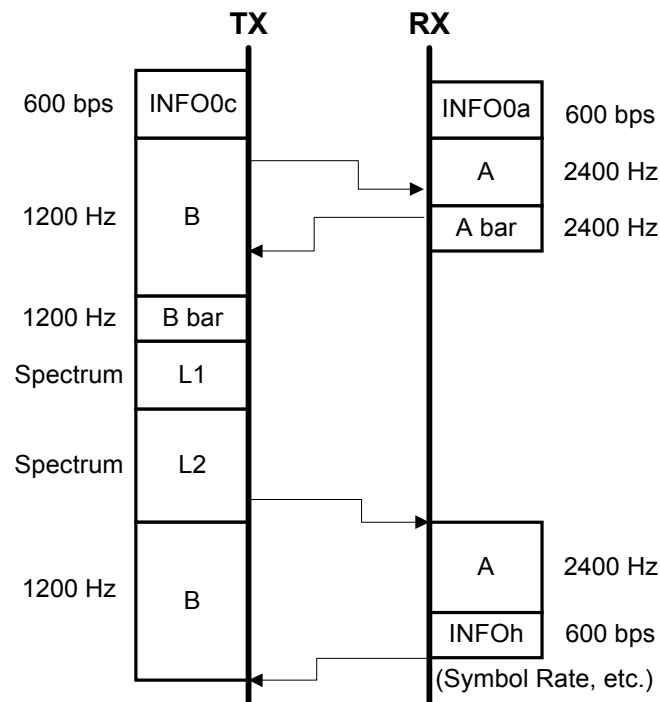 TX RX
600 bps INFO0c INFO0a 600 bps
A 2400 Hz
1200 Hz B
A bar 2400 Hz
1200 Hz B bar
Spectrum L1
Spectrum L2
A 2400 Hz
1200 Hz B
INFOh 600 bps
(Symbol Rate, etc.)